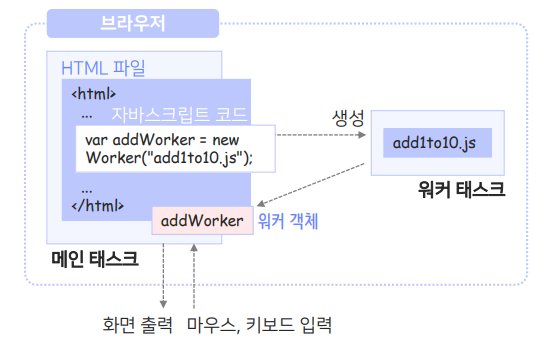 브라우저
HTML 파일
<html>
...
자바스크립트 코드
var addWorker = new
Worker("add1to10.js");
...
</html>
addWorker
워커 객체
메인 태스크
생성
add1to10.js
워커 태스크
화면 출력
마우스, 키보드 입력